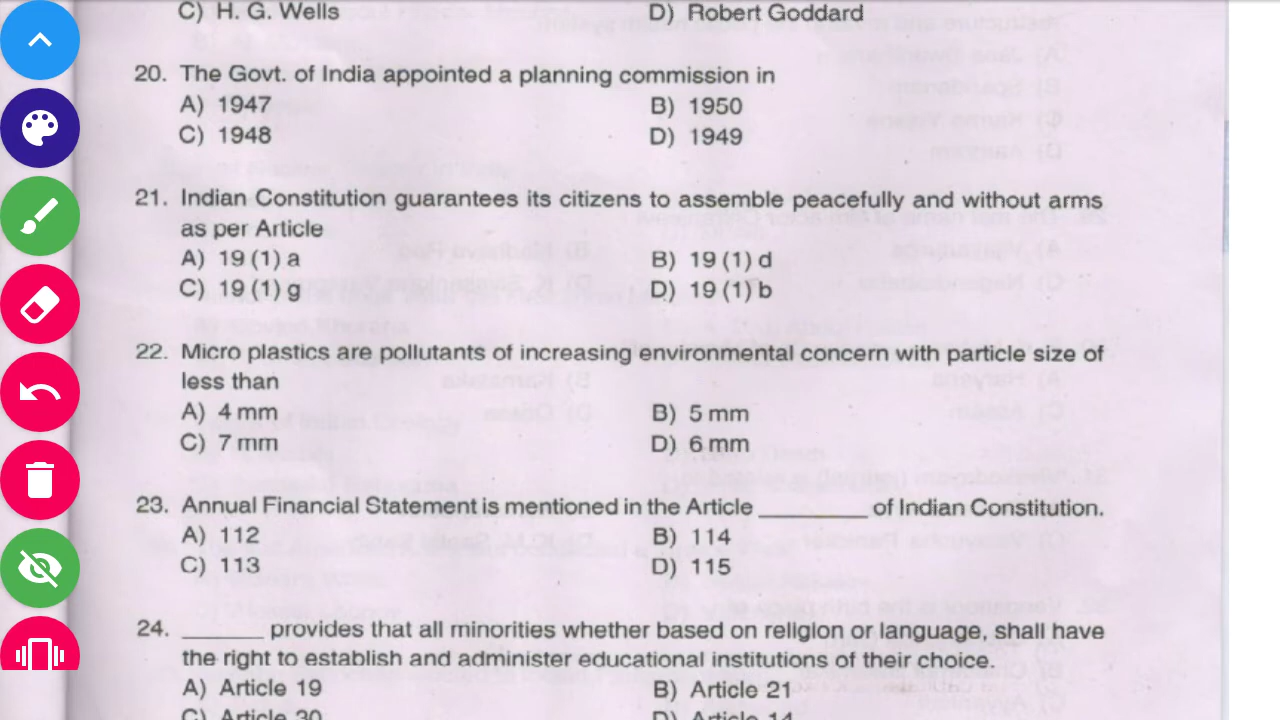 C) H. G. Wells D) Robert Goddard
20. The Govt. of India appointed a planning commission in
A) 1947 B) 1950
C) 1948 D) 1949
21. Indian Constitution guarantees its citizens to assemble peacefully and without arms
as per Article
A) 19 (1) a B) 19 (1) d
C) 19 (1) g D) 19 (1) b
22. Micro plastics are pollutants of increasing environmental concern with particle size of
less than
A) 4 mm B) 5 mm
C) 7 mm D) 6 mm
23. Annual Financial Statement is mentioned in the Article ________ of Indian Constitution.
A) 112 B) 114
C) 113 D) 115
24. ______ provides that all minorities whether based on religion or language, shall have
the right to establish and administer educational institutions of their choice.
A) Article 19 B) Article 21
C) Article 30 D) Article 14